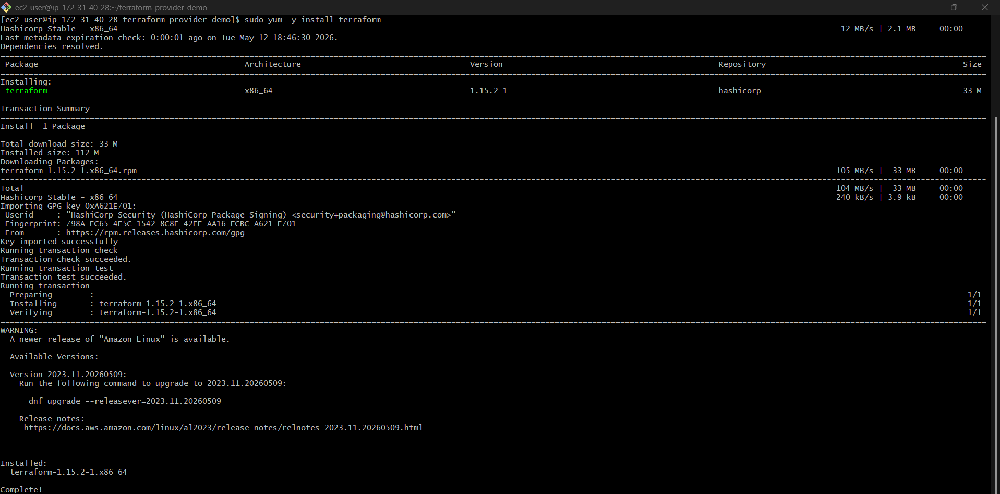 ec2-user@ip-172-31-40-28:~/terraform-provider-demo
[ec2-user@ip-172-31-40-28 terraform-provider-demo]$ sudo yum -y install terraform
Hashicorp Stable - x86_64 12 MB/s | 2.1 MB 00:00
Last metadata expiration check: 0:00:01 ago on Tue May 12 18:46:30 2026.
Dependencies resolved.
Package Architecture Version Repository Size
Installing:
terraform x86_64 1.15.2-1 hashicorp 33 M
Transaction Summary
Install 1 Package
Total download size: 33 M
Installed size: 112 M
Downloading Packages:
terraform-1.15.2-1.x86_64.rpm 105 MB/s | 33 MB 00:00
Total 104 MB/s | 33 MB 00:00
Hashicorp Stable - x86_64 240 kB/s | 3.9 kB 00:00
Importing GPG key 0xA621E701:
Userid : "HashiCorp Security (HashiCorp Package Signing) <security+packaging@hashicorp.com>"
Fingerprint: 798A EC65 4E5C 1542 8C8E 42EE AA16 FCBC A621 E701
From : https://rpm.releases.hashicorp.com/gpg
Key imported successfully
Running transaction check
Transaction check succeeded.
Running transaction test
Transaction test succeeded.
Running transaction
Preparing : 1/1
Installing : terraform-1.15.2-1.x86_64 1/1
Verifying : terraform-1.15.2-1.x86_64 1/1
WARNING:
A newer release of "Amazon Linux" is available.
Available Versions:
Version 2023.11.20260509:
Run the following command to upgrade to 2023.11.20260509:
dnf upgrade --releasever=2023.11.20260509
Release notes:
https://docs.aws.amazon.com/linux/al2023/release-notes/relnotes-2023.11.20260509.html
Installed:
terraform-1.15.2-1.x86_64
Complete!